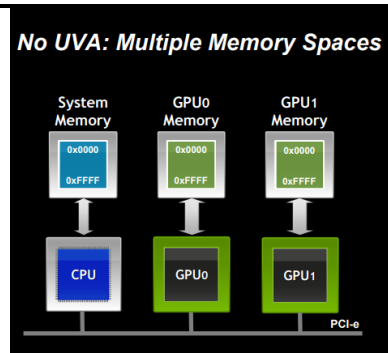 No UVA: Multiple Memory Spaces
System
Memory
GPU0
Memory
GPU1
Memory
0x0000
0xFFFF
0x0000
0xFFFF
0x0000
0xFFFF
CPU
GPU0
GPU1
PCI-e